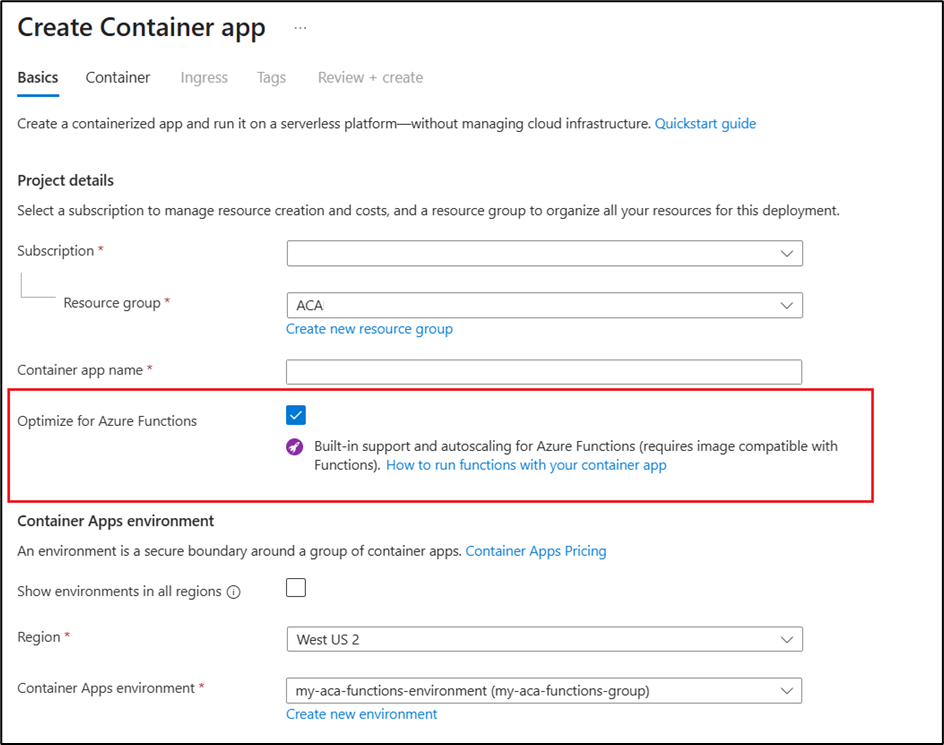 Create Container app ...
Basics Container Ingress Tags Review + create
Create a containerized app and run it on a serverless platform—without managing cloud infrastructure. Quickstart guide
Project details
Select a subscription to manage resource creation and costs, and a resource group to organize all your resources for this deployment.
Subscription *
Resource group * ACA
Create new resource group
Container app name *
Optimize for Azure Functions
Built-in support and autoscaling for Azure Functions (requires image compatible with
Functions). How to run functions with your container app
Container Apps environment
An environment is a secure boundary around a group of container apps. Container Apps Pricing
Show environments in all regions
Region * West US 2
Container Apps environment * my-aca-functions-environment (my-aca-functions-group)
Create new environment